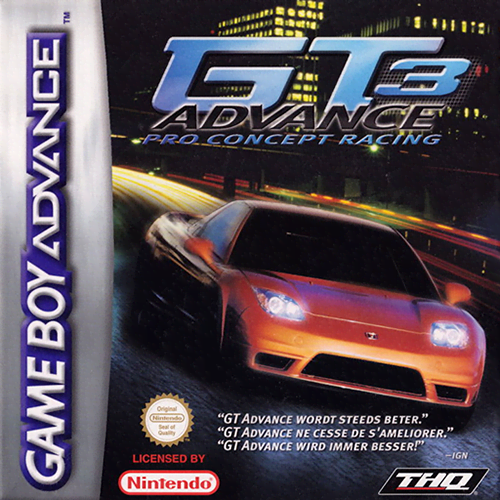 GAME BOY ADVANCE™
GT3
ADVANCE
PRO CONCEPT RACING
Original
Nintendo
Seal of
Quality
LICENSED BY
Nintendo
"GT ADVANCE WORDT STEEDS BETER."
"GT ADVANCE NE CESSE DE S'AMELIORER."
"GT ADVANCE WIRD IMMER BESSER!"
–IGN
THQ